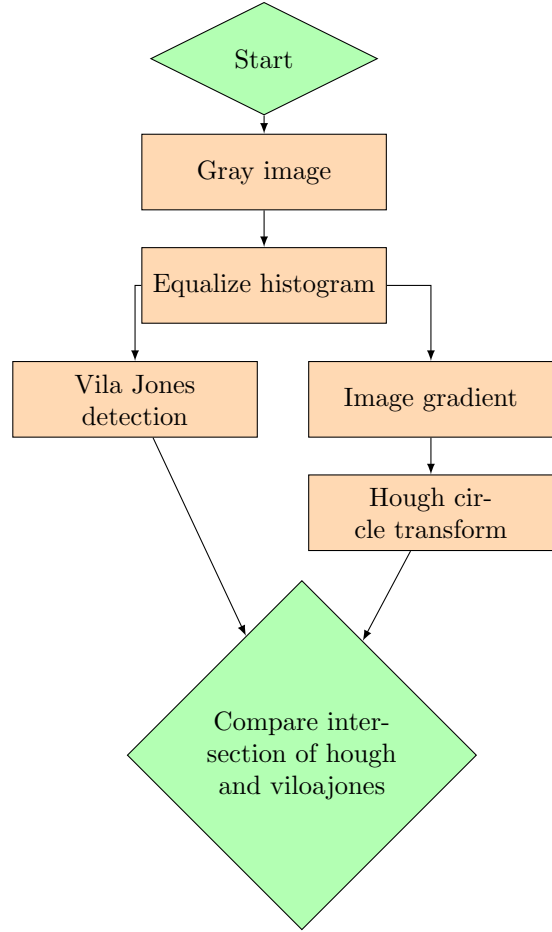 Start
Gray image
Equalize histogram
Vila Jones
detection
Image gradient
Hough cir-
cle transform
Compare inter-
section of hough
and viloajones